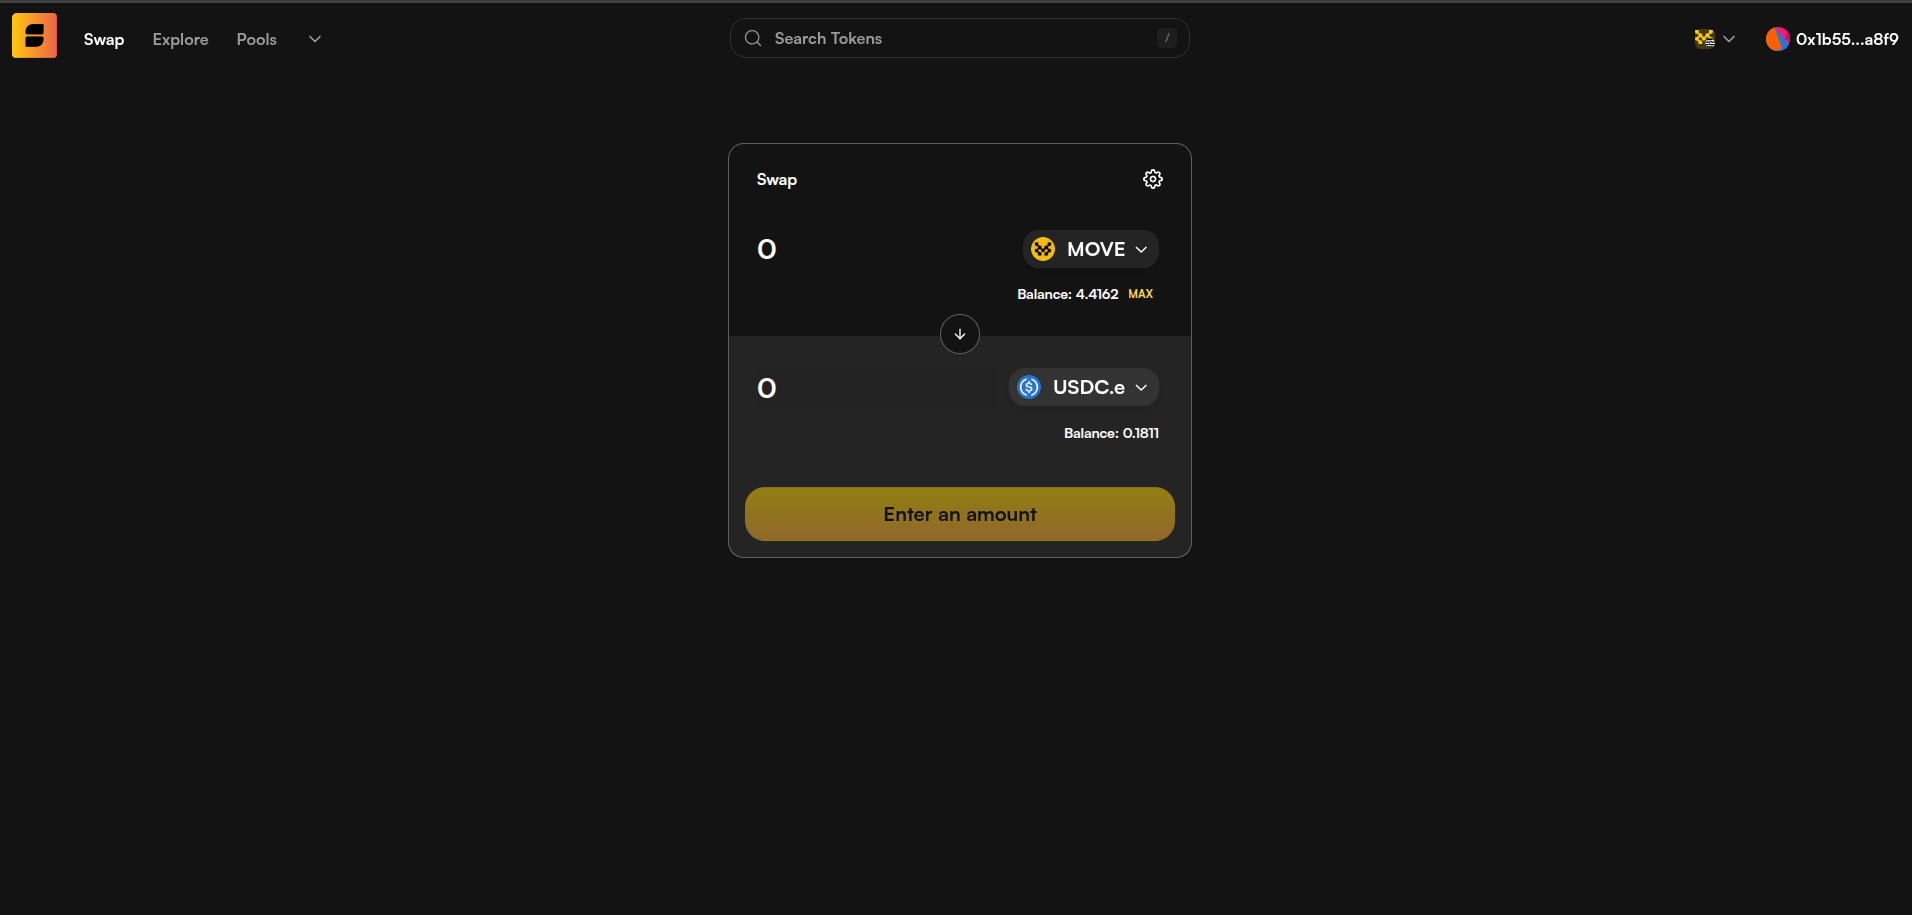 Swap
Explore
Pools
Search Tokens
/
0x1b55...a8f9
Swap
0
MOVE
Balance: 4.4162 MAX
0
USDC.e
Balance: 0.1811
Enter an amount